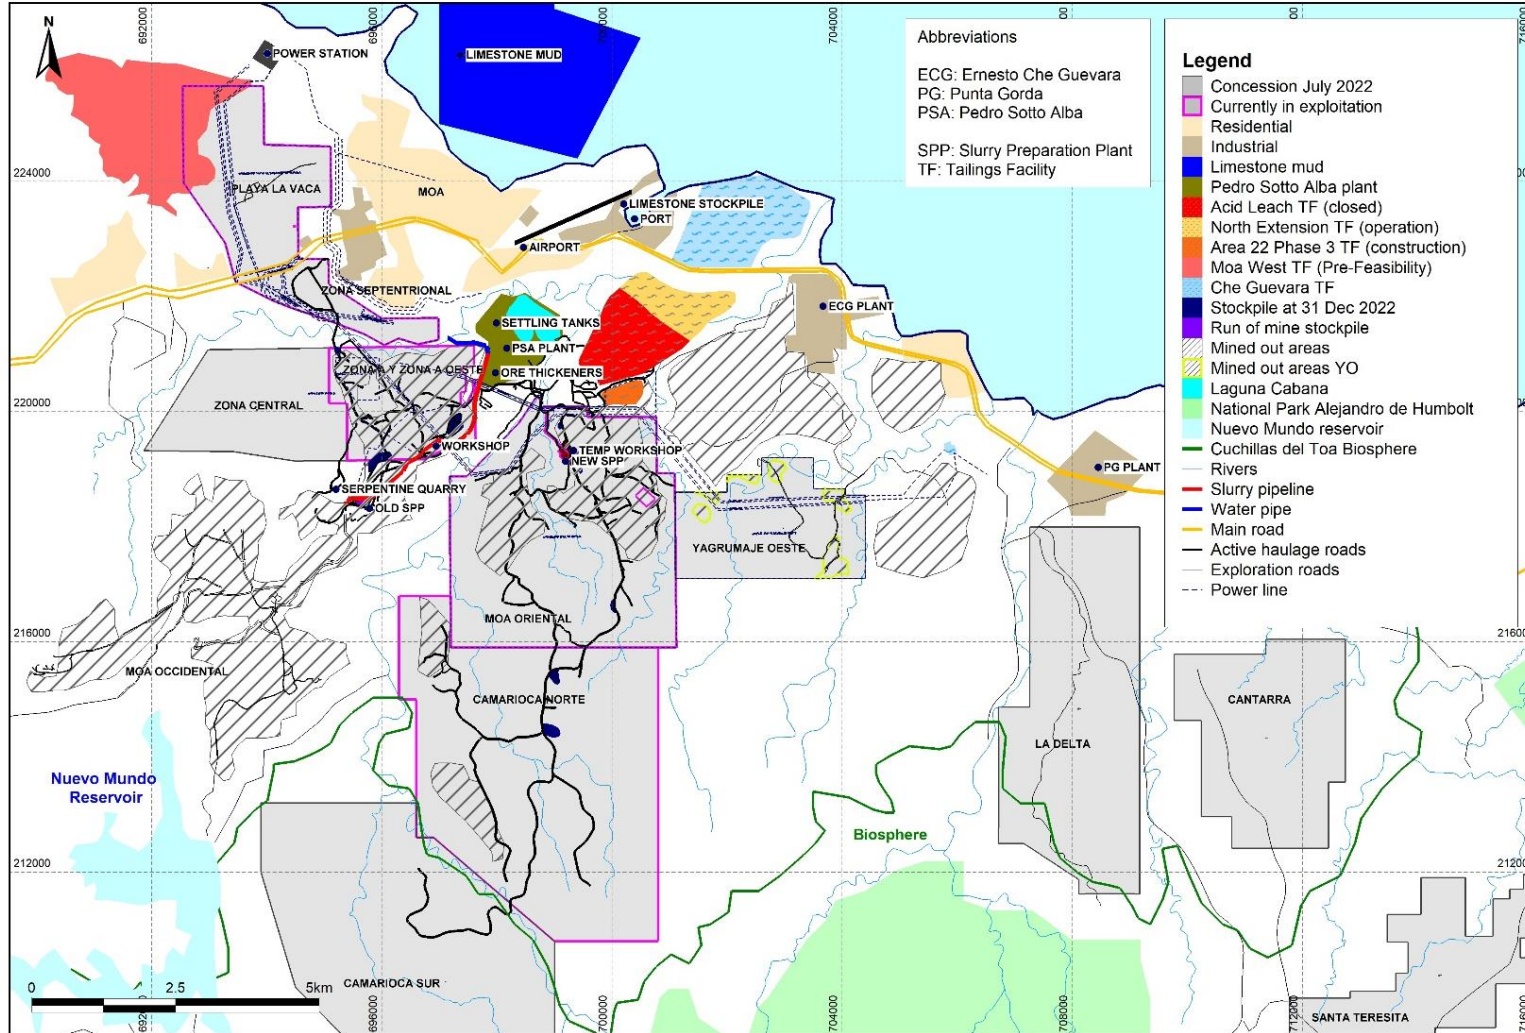 N
692000
696000
700000
704000
716000
Abbreviations
ECG: Ernesto Che Guevara
PG: Punta Gorda
PSA: Pedro Sotto Alba
SPP: Slurry Preparation Plant
TF: Tailings Facility
Legend
Concession July 2022
Currently in exploitation
Residential
Industrial
Limestone mud
Pedro Sotto Alba plant
Acid Leach TF (closed)
North Extension TF (operation)
Area 22 Phase 3 TF (construction)
Moa West TF (Pre-Feasibility)
Che Guevara TF
Stockpile at 31 Dec 2022
Run of mine stockpile
Mined out areas
Mined out areas YO
Laguna Cabana
National Park Alejandro de Humbolt
Nuevo Mundo reservoir
Cuchillas del Toa Biosphere
Rivers
Slurry pipeline
Water pipe
Main road
Active haulage roads
Exploration roads
Power line
POWER STATION
LIMESTONE MUD
224000
PLAYA LA VACA
MOA
LIMESTONE STOCKPILE
PORT
AIRPORT
ZONA SEPTENTRIONAL
ECG PLANT
SETTLING TANKS
PSA PLANT
ZONA A Y ZONA A OESTE
ORE THICKENERS
220000
ZONA CENTRAL
WORKSHOP
TEMP WORKSHOP
NEW SPP
PG PLANT
SERPENTINE QUARRY
OLD SPP
YAGRUMAJE OESTE
MOA ORIENTAL
216000
MOA OCCIDENTAL
CAMARIOCA NORTE
CANTARRA
LA DELTA
Nuevo Mundo
Reservoir
Biosphere
212000
CAMARIOCA SUR
0
2.5
5km
SANTA TERESITA
696000
700000
704000
708000
712000